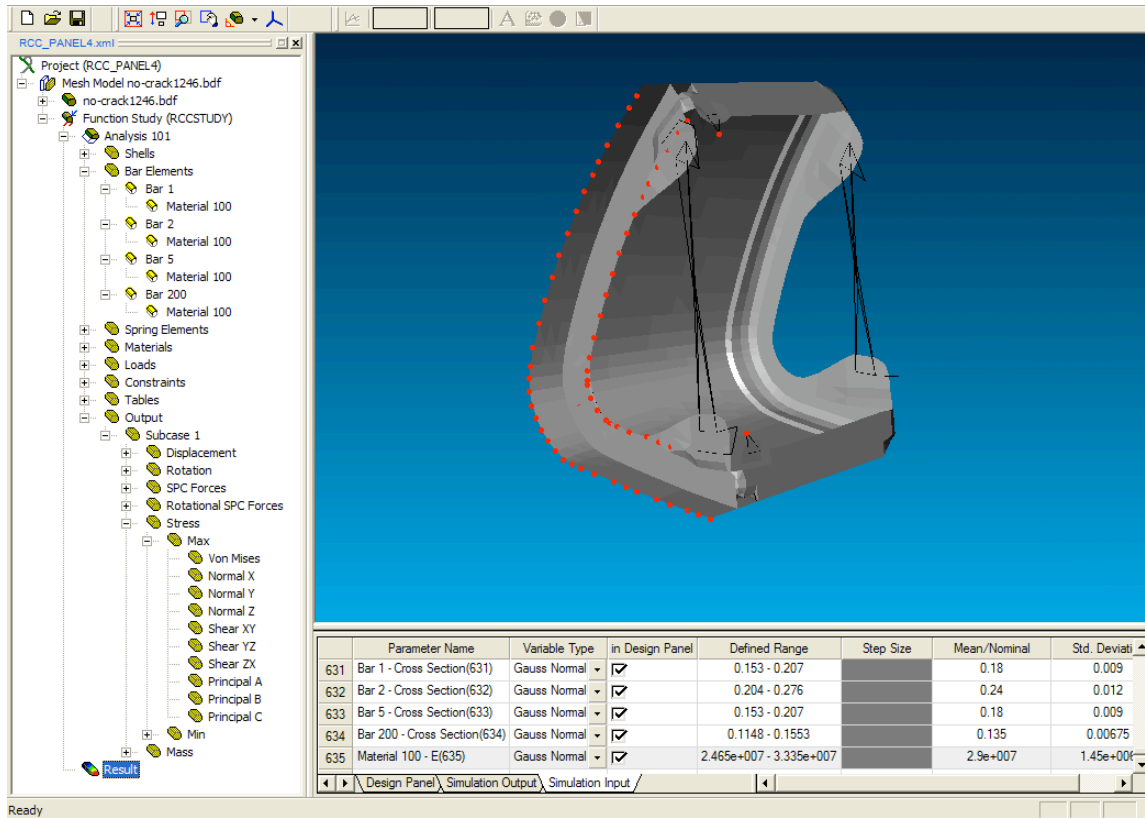 RCC_PANEL4.xml
Project (RCC_PANEL4)
Mesh Model no-crack1246.bdf
no-crack1246.bdf
Function Study (RCCSTUDY)
Analysis 101
Shells
Bar Elements
Bar 1
Material 100
Bar 2
Material 100
Bar 5
Material 100
Bar 200
Material 100
Spring Elements
Materials
Loads
Constraints
Tables
Output
Subcase 1
Displacement
Rotation
SPC Forces
Rotational SPC Forces
Stress
Max
Von Mises
Normal X
Normal Y
Normal Z
Shear XY
Shear YZ
Shear ZX
Principal A
Principal B
Principal C
Min
Mass
Result
Parameter Name Variable Type in Design Panel Defined Range Step Size Mean/Nominal Std. Deviati
631 Bar 1 - Cross Section(631) Gauss Normal 0.153 - 0.207 0.18 0.009
632 Bar 2 - Cross Section(632) Gauss Normal 0.204 - 0.276 0.24 0.012
633 Bar 5 - Cross Section(633) Gauss Normal 0.153 - 0.207 0.18 0.009
634 Bar 200 - Cross Section(634) Gauss Normal 0.1148 - 0.1553 0.135 0.00675
635 Material 100 - E(635) Gauss Normal 2.465e+007 - 3.335e+007 2.9e+007 1.45e+006
Design Panel Simulation Output Simulation Input
Ready